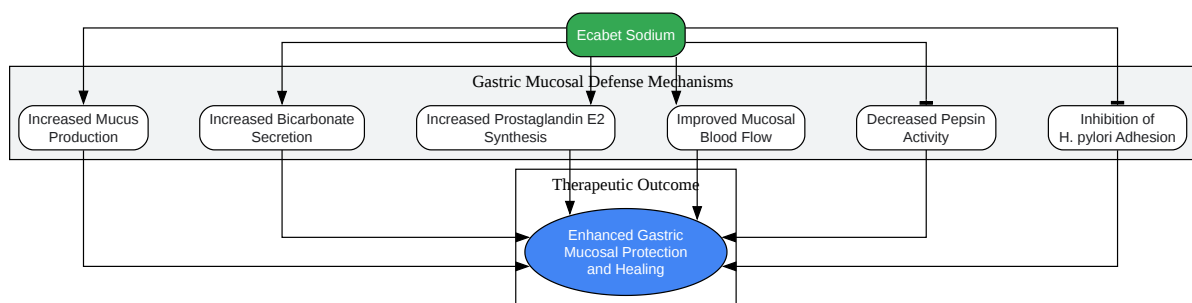 Ecabet Sodium
Gastric Mucosal Defense Mechanisms
Increased Mucus
Production
Increased Bicarbonate
Secretion
Increased Prostaglandin E2
Synthesis
Improved Mucosal
Blood Flow
Decreased Pepsin
Activity
Inhibition of
H. pylori Adhesion
Therapeutic Outcome
Enhanced Gastric
Mucosal Protection
and Healing